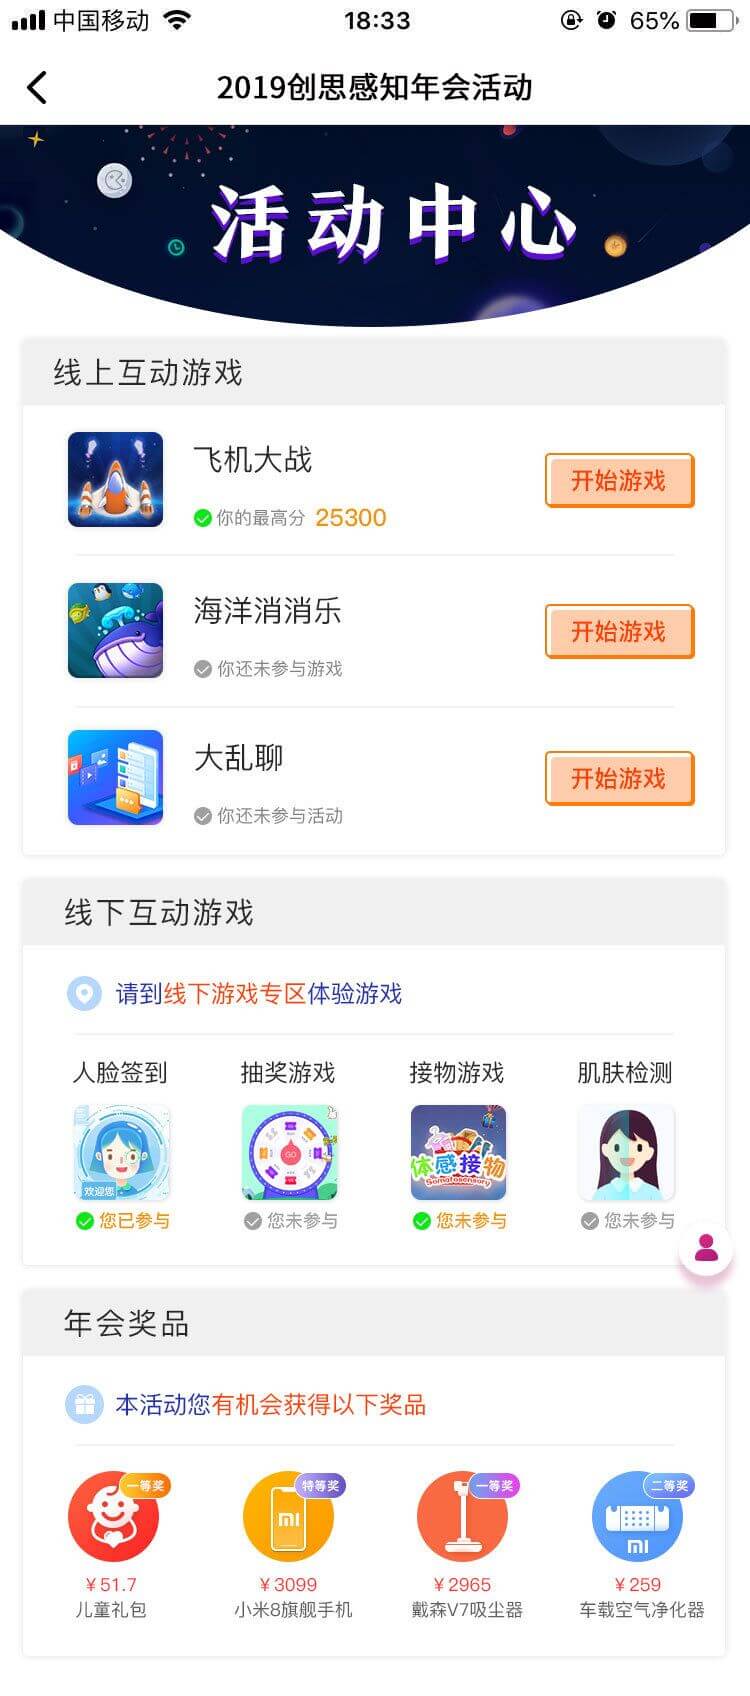 中国移动 18:33 65%
2019创思感知年会活动
活动中心
线上互动游戏
飞机大战
你的最高分 25300
开始游戏
海洋消消乐
你还未参与游戏
开始游戏
大乱聊
你还未参与活动
开始游戏
线下互动游戏
请到线下游戏专区体验游戏
人脸签到 抽奖游戏 接物游戏 肌肤检测
欢迎您
GO
体感接物
Somatosensory
您已参与 您未参与 您未参与 您未参与
年会奖品
本活动您有机会获得以下奖品
一等奖 特等奖 一等奖 二等奖
mi
mi
¥51.7 ¥3099 ¥2965 ¥259
儿童礼包 小米8旗舰手机 戴森V7吸尘器 车载空气净化器